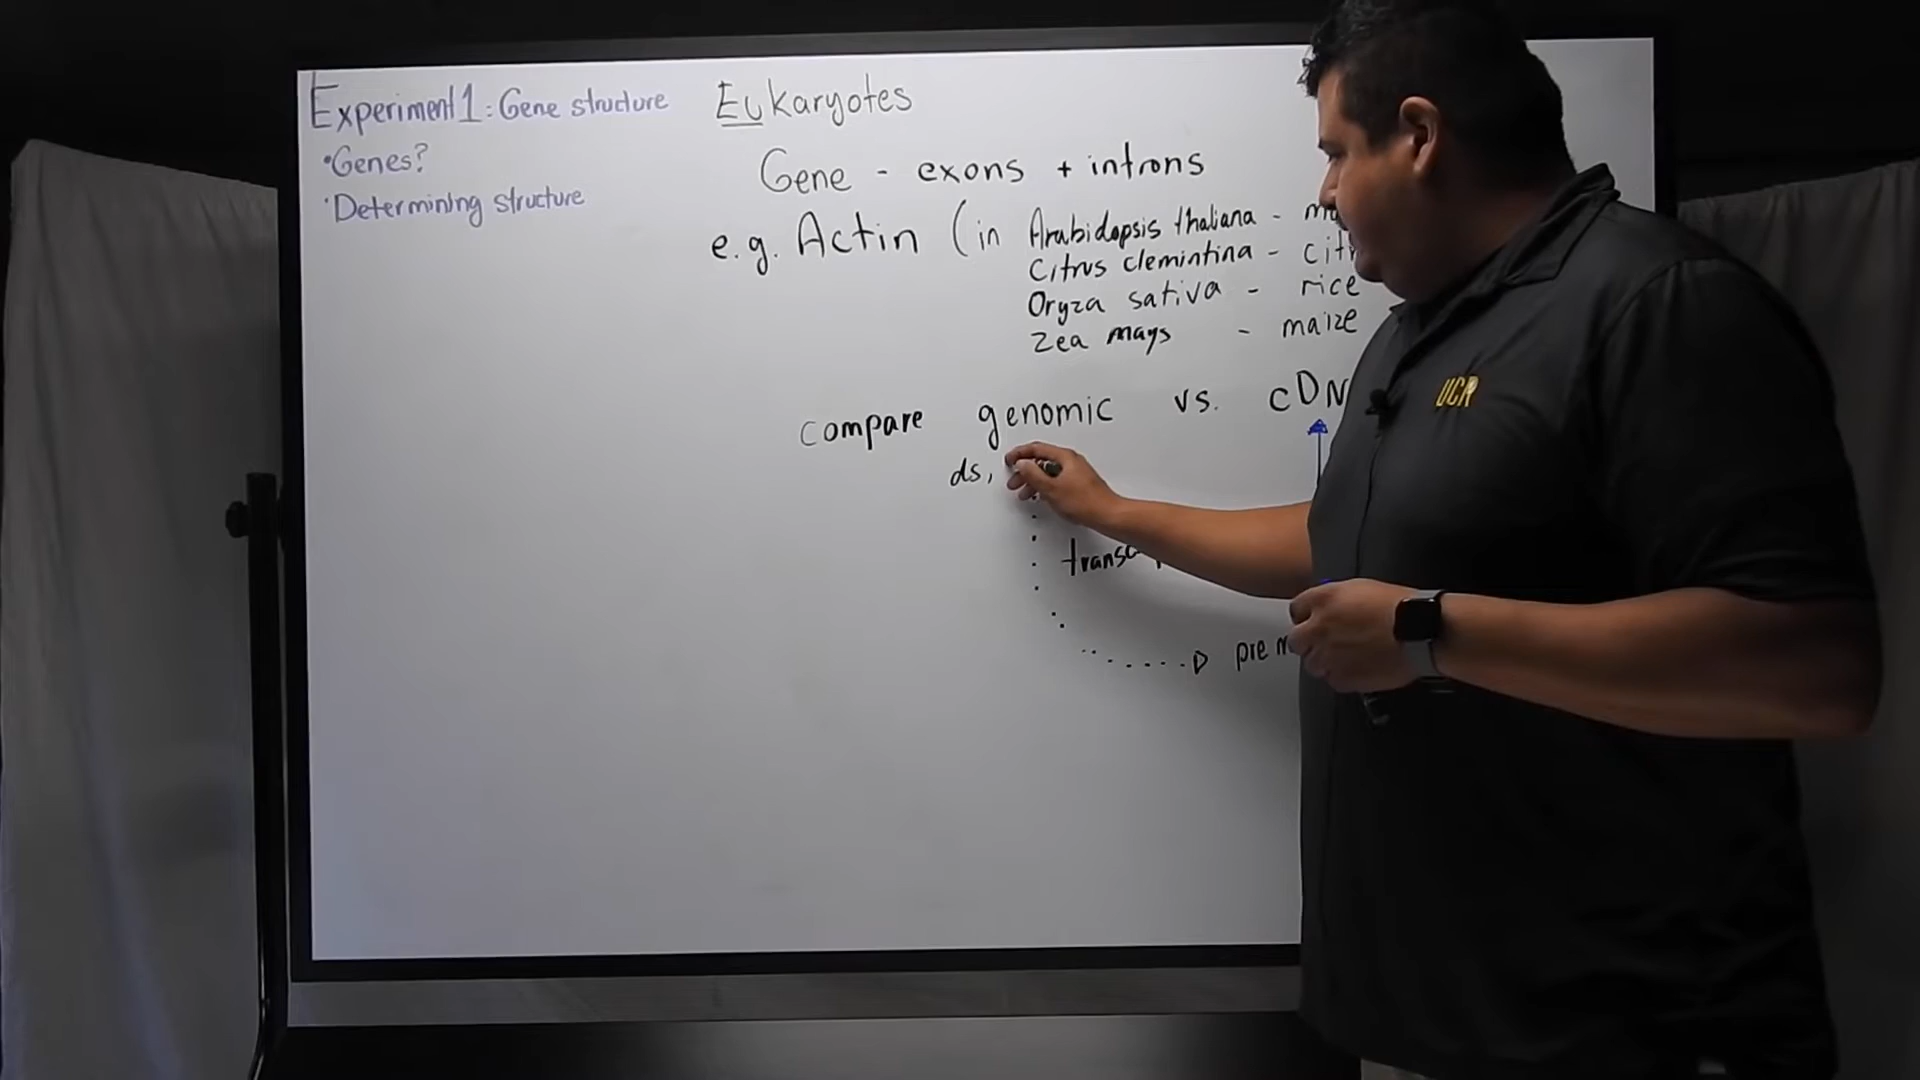 Experiment 1: Gene structure
• Genes?
• Determining structure
Eukaryotes
Gene - exons + introns
e.g. Actin (in Arabidopsis thaliana -
Citrus clemintina -
Oryza sativa - rice
Zea mays - maize
compare genomic vs. cDN
ds,
pre
UCR